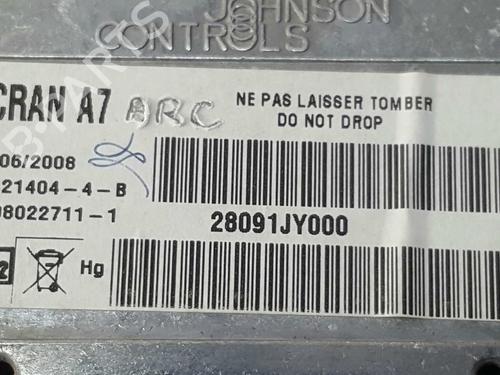 JOHNSON
CONTROLS
CRAN A7 ARC
NE PAS LAISSER TOMBER
DO NOT DROP
06/2008
21404-4-B
08022711-1
28091JY000
2
Hg